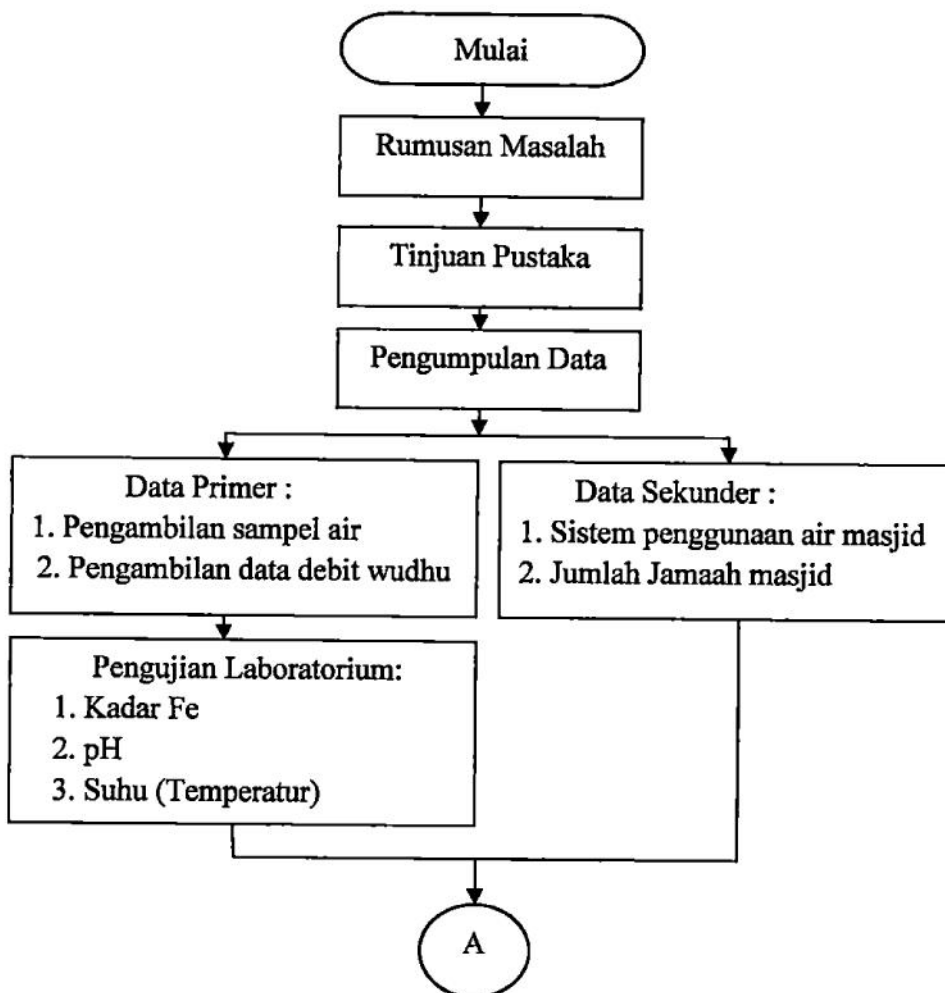 Mulai
Rumusan Masalah
Tinjuan Pustaka
Pengumpulan Data
Data Primer :
1. Pengambilan sampel air
2. Pengambilan data debit wudhu
Data Sekunder :
1. Sistem penggunaan air masjid
2. Jumlah Jamaah masjid
Pengujian Laboratorium:
1. Kadar Fe
2. pH
3. Suhu (Temperatur)
A